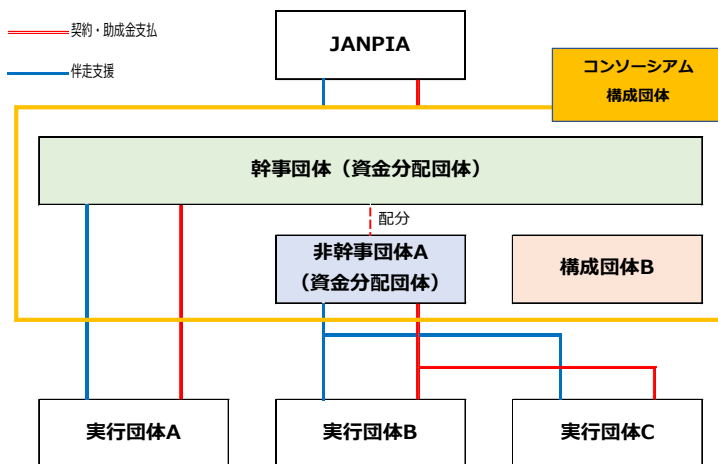 契約・助成金支払
JANPIA
伴走支援
コンソーシアム
構成団体
幹事団体（資金分配団体）
配分
非幹事団体A
（資金分配団体）
構成団体B
実行団体A
実行団体B
実行団体C